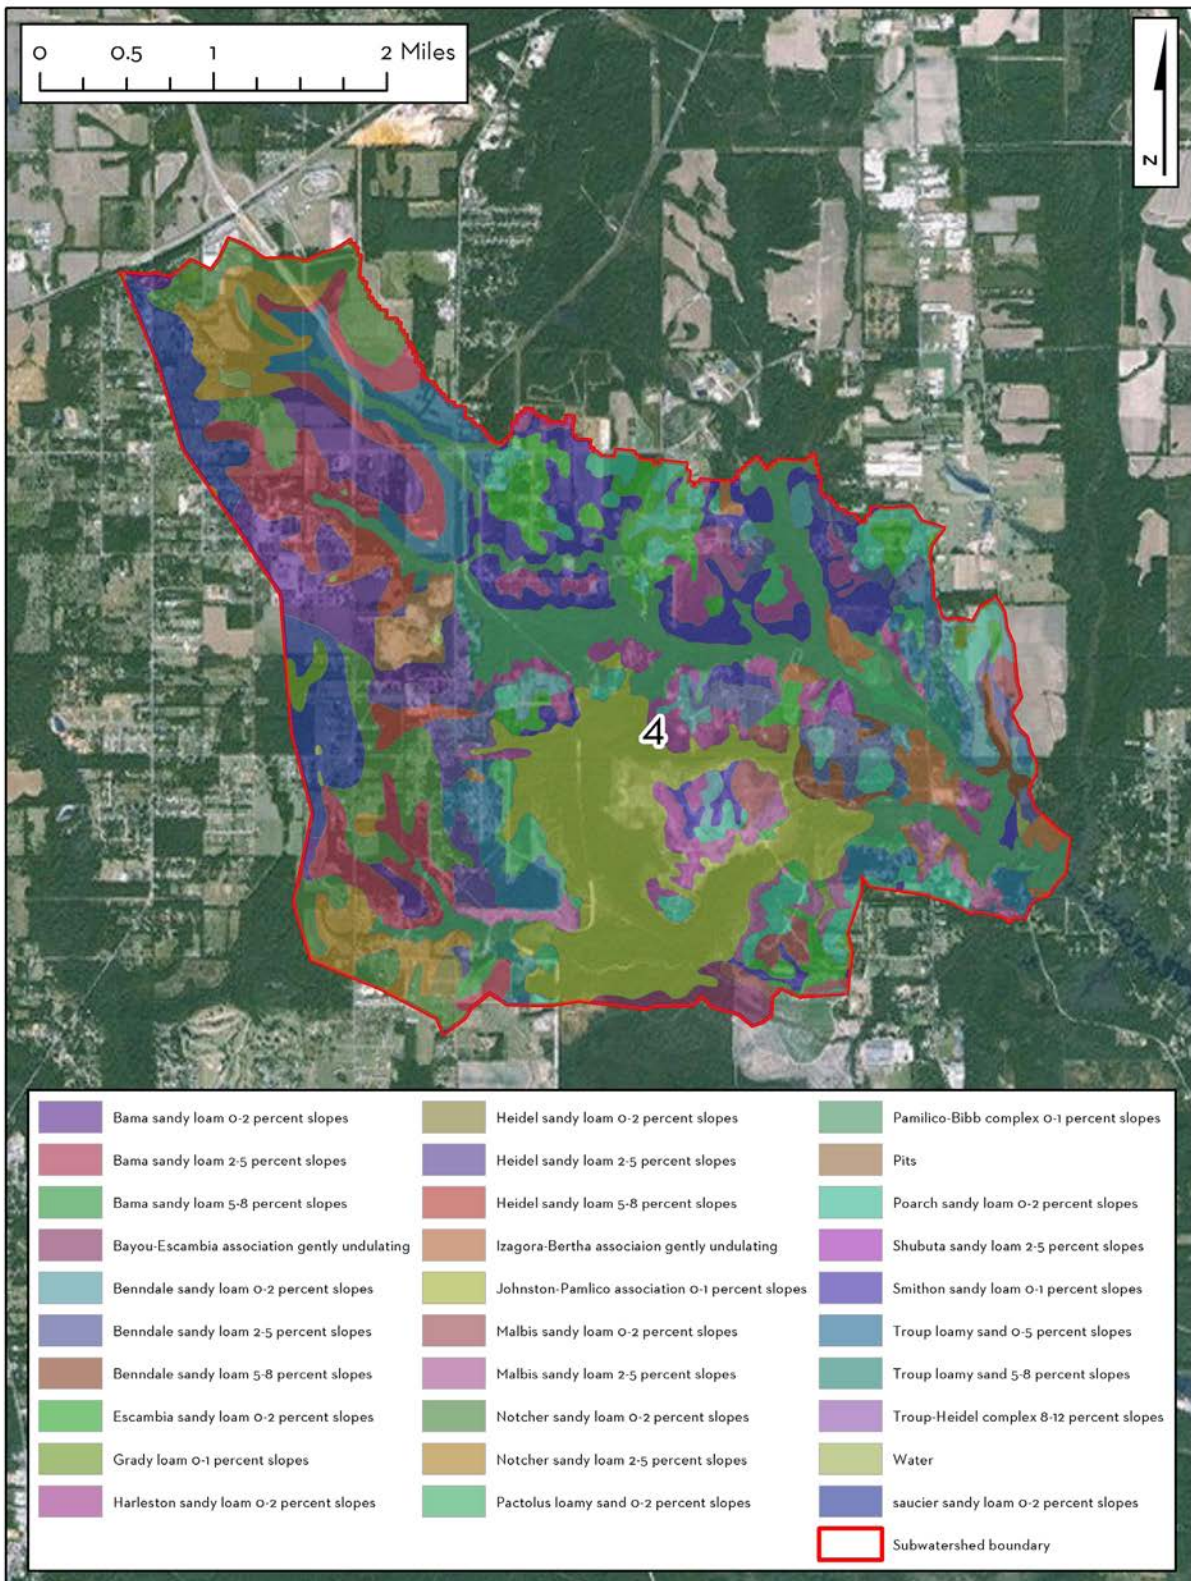 0 0.5 1 2 Miles
N
4
Bama sandy loam 0-2 percent slopes
Bama sandy loam 2-5 percent slopes
Bama sandy loam 5-8 percent slopes
Bayou-Escambia association gently undulating
Benndale sandy loam 0-2 percent slopes
Benndale sandy loam 2-5 percent slopes
Benndale sandy loam 5-8 percent slopes
Escambia sandy loam 0-2 percent slopes
Grady loam 0-1 percent slopes
Harleston sandy loam 0-2 percent slopes
Heidel sandy loam 0-2 percent slopes
Heidel sandy loam 2-5 percent slopes
Heidel sandy loam 5-8 percent slopes
Izagora-Bertha associaion gently undulating
Johnston-Pamlico association 0-1 percent slopes
Malbis sandy loam 0-2 percent slopes
Malbis sandy loam 2-5 percent slopes
Notcher sandy loam 0-2 percent slopes
Notcher sandy loam 2-5 percent slopes
Pactolus loamy sand 0-2 percent slopes
Pamilico-Bibb complex 0-1 percent slopes
Pits
Poarch sandy loam 0-2 percent slopes
Shubuta sandy loam 2-5 percent slopes
Smithon sandy loam 0-1 percent slopes
Troup loamy sand 0-5 percent slopes
Troup loamy sand 5-8 percent slopes
Troup-Heidel complex 8-12 percent slopes
Water
saucier sandy loam 0-2 percent slopes
Subwatershed boundary